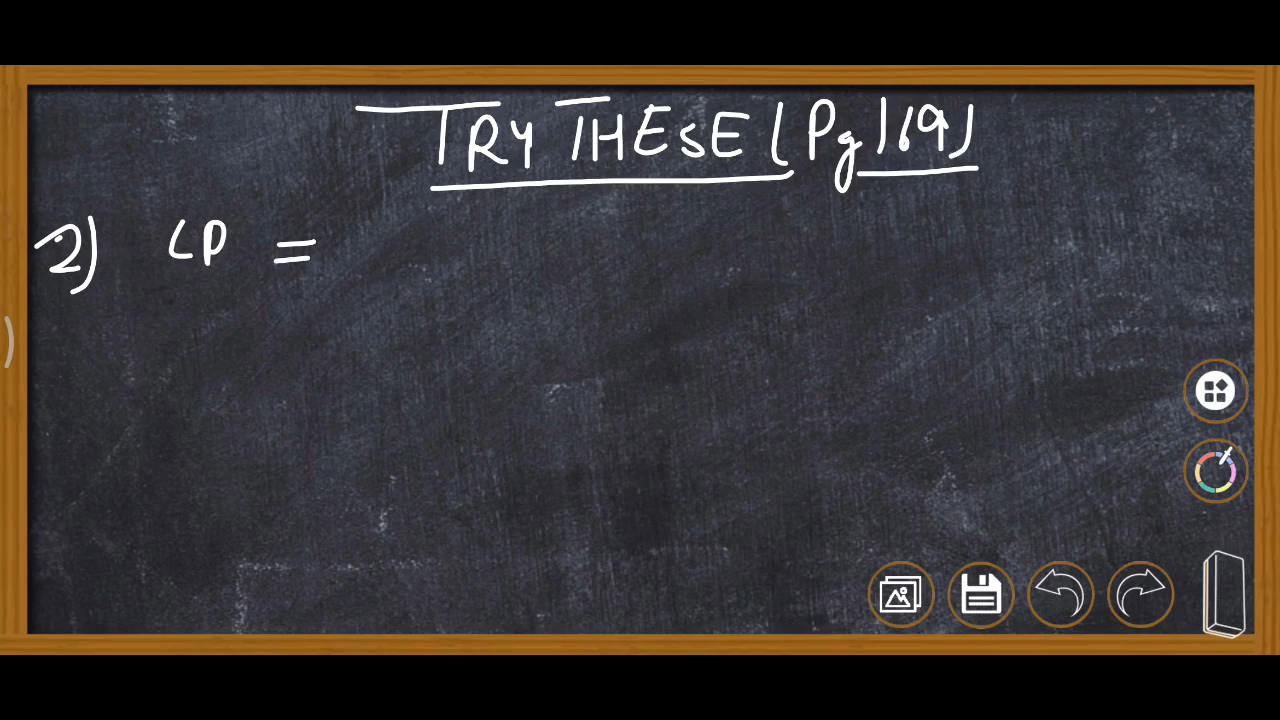 TRY THESE (Pg 169)
2) CP =